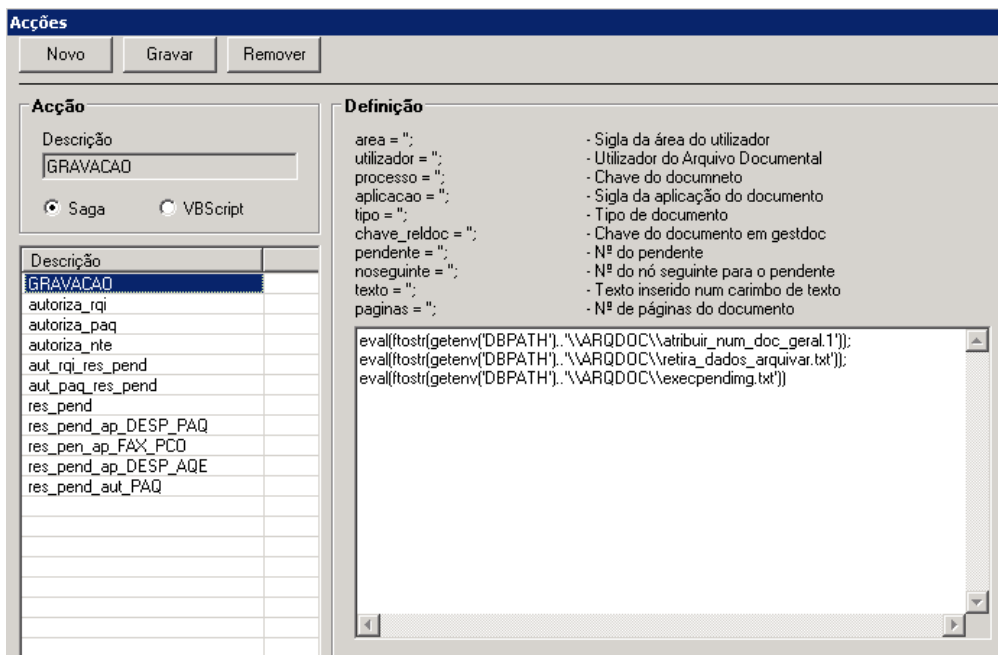 Acções
Novo Gravar Remover
Acção
Descrição
GRAVACAO
Saga VBScript
Descrição
GRAVACAO
autoriza_rqi
autoriza_paq
autoriza_nte
aut_rqi_res_pend
aut_paq_res_pend
res_pend
res_pend_ap_DESP_PAQ
res_pen_ap_FAX_PCO
res_pend_ap_DESP_AQE
res_pend_aut_PAQ
Definição
area = ''; - Sigla da área do utilizador
utilizador = ''; - Utilizador do Arquivo Documental
processo = ''; - Chave do documneto
aplicacao = ''; - Sigla da aplicação do documento
tipo = ''; - Tipo de documento
chave_reldoc = ''; - Chave do documento em gestdoc
pendente = ''; - Nº do pendente
noseguinte = ''; - Nº do nó seguinte para o pendente
texto = ''; - Texto inserido num carimbo de texto
paginas = ''; - Nº de páginas do documento
eval(ftostr(getenv('DBPATH')..'\\ARQDOC\\atribuir_num_doc_geral.1'));
eval(ftostr(getenv('DBPATH')..'\\ARQDOC\\retira_dados_arquivar.txt'));
eval(ftostr(getenv('DBPATH')..'\\ARQDOC\\execpendimg.txt'))